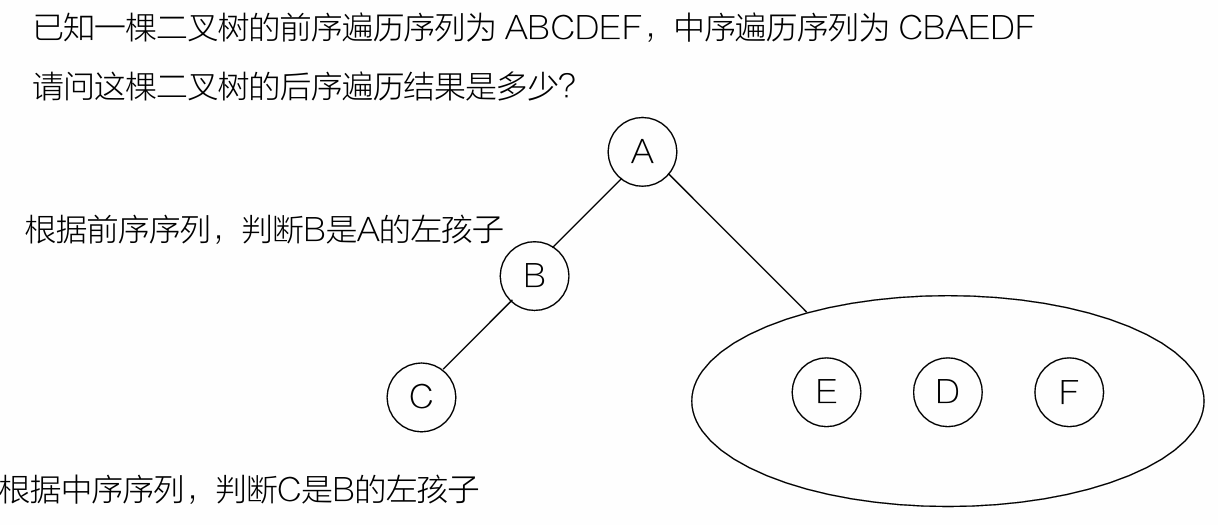 已知一棵二叉树的前序遍历序列为 ABCDEF，中序遍历序列为 CBAEDF
请问这棵二叉树的后序遍历结果是多少？
A
根据前序序列，判断B是A的左孩子
B
C
E D F
根据中序序列，判断C是B的左孩子